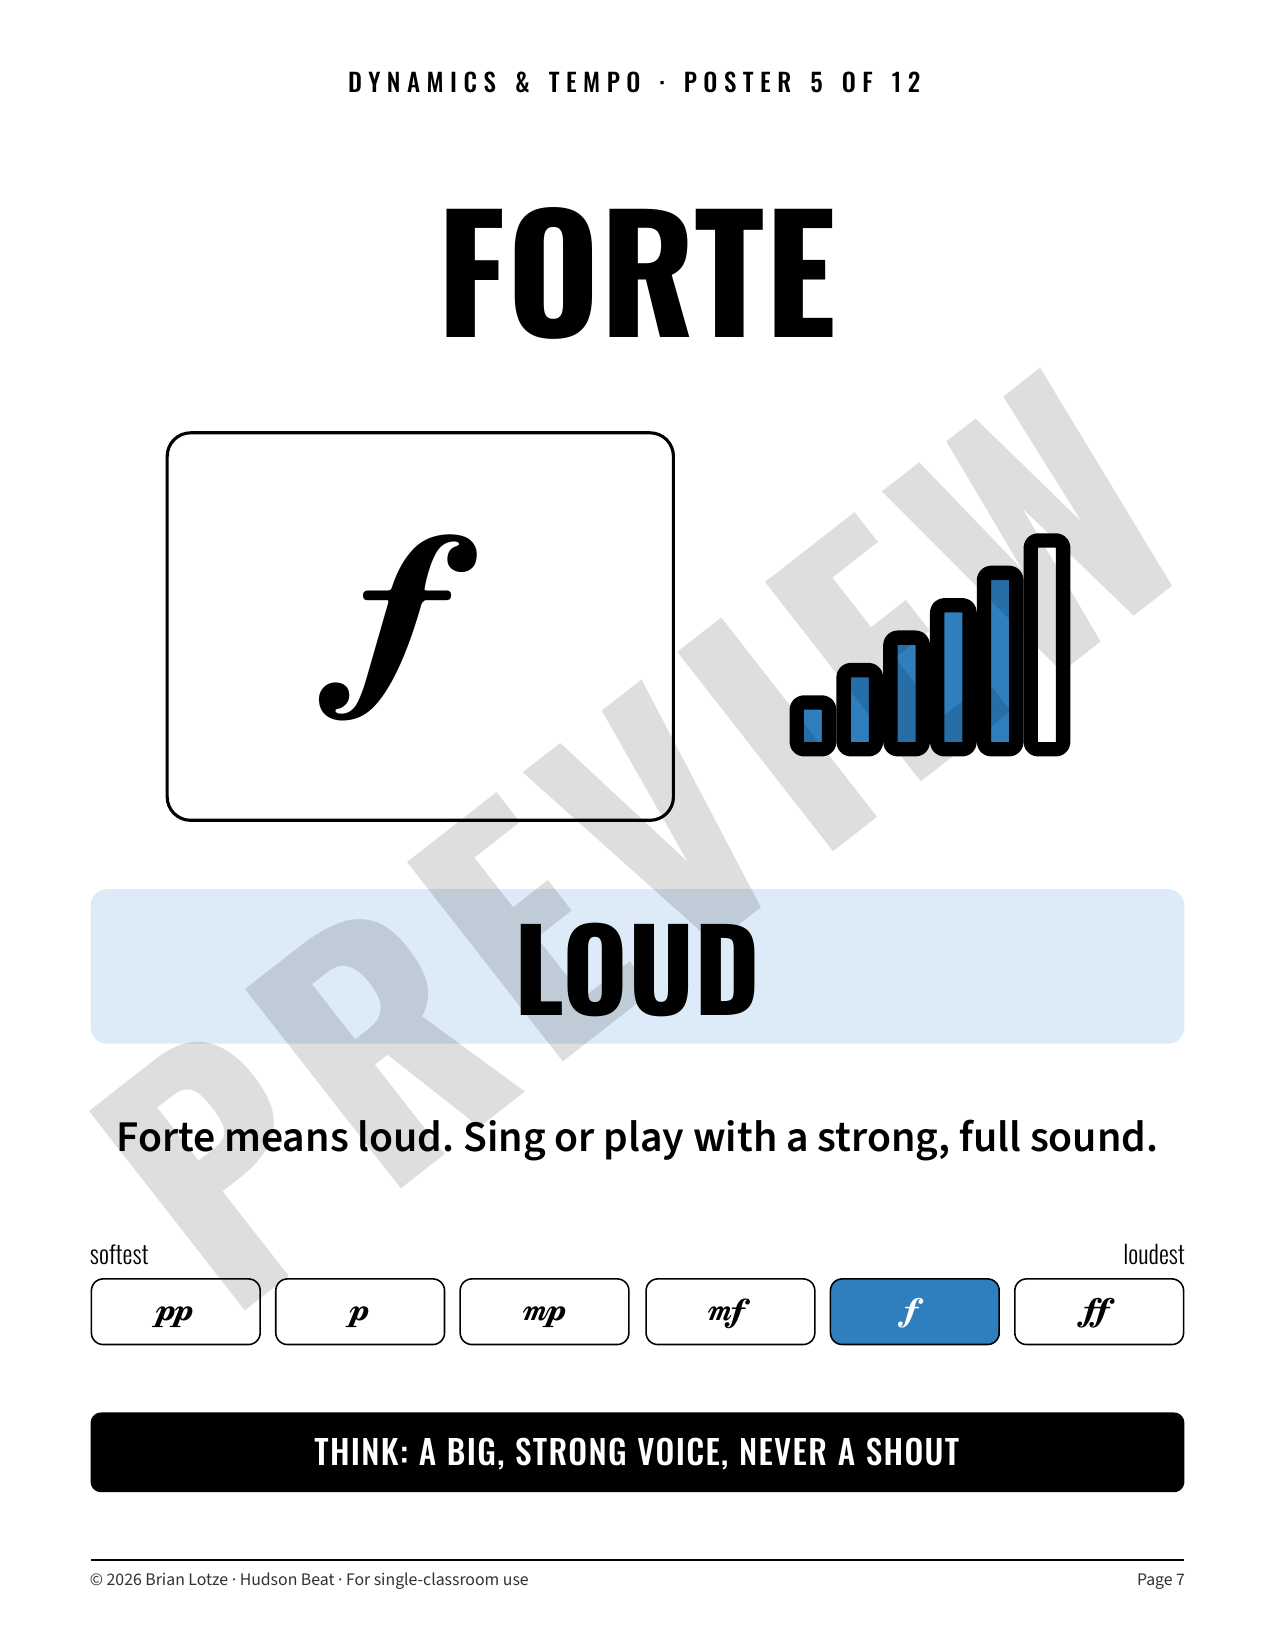 DYNAMICS & TEMPO · POSTER 5 OF 12
FORTE
f
LOUD
Forte means loud. Sing or play with a strong, full sound.
softest loudest
pp p mp mf f ff
THINK: A BIG, STRONG VOICE, NEVER A SHOUT
© 2026 Brian Lotze · Hudson Beat · For single-classroom use Page 7
PREVIEW